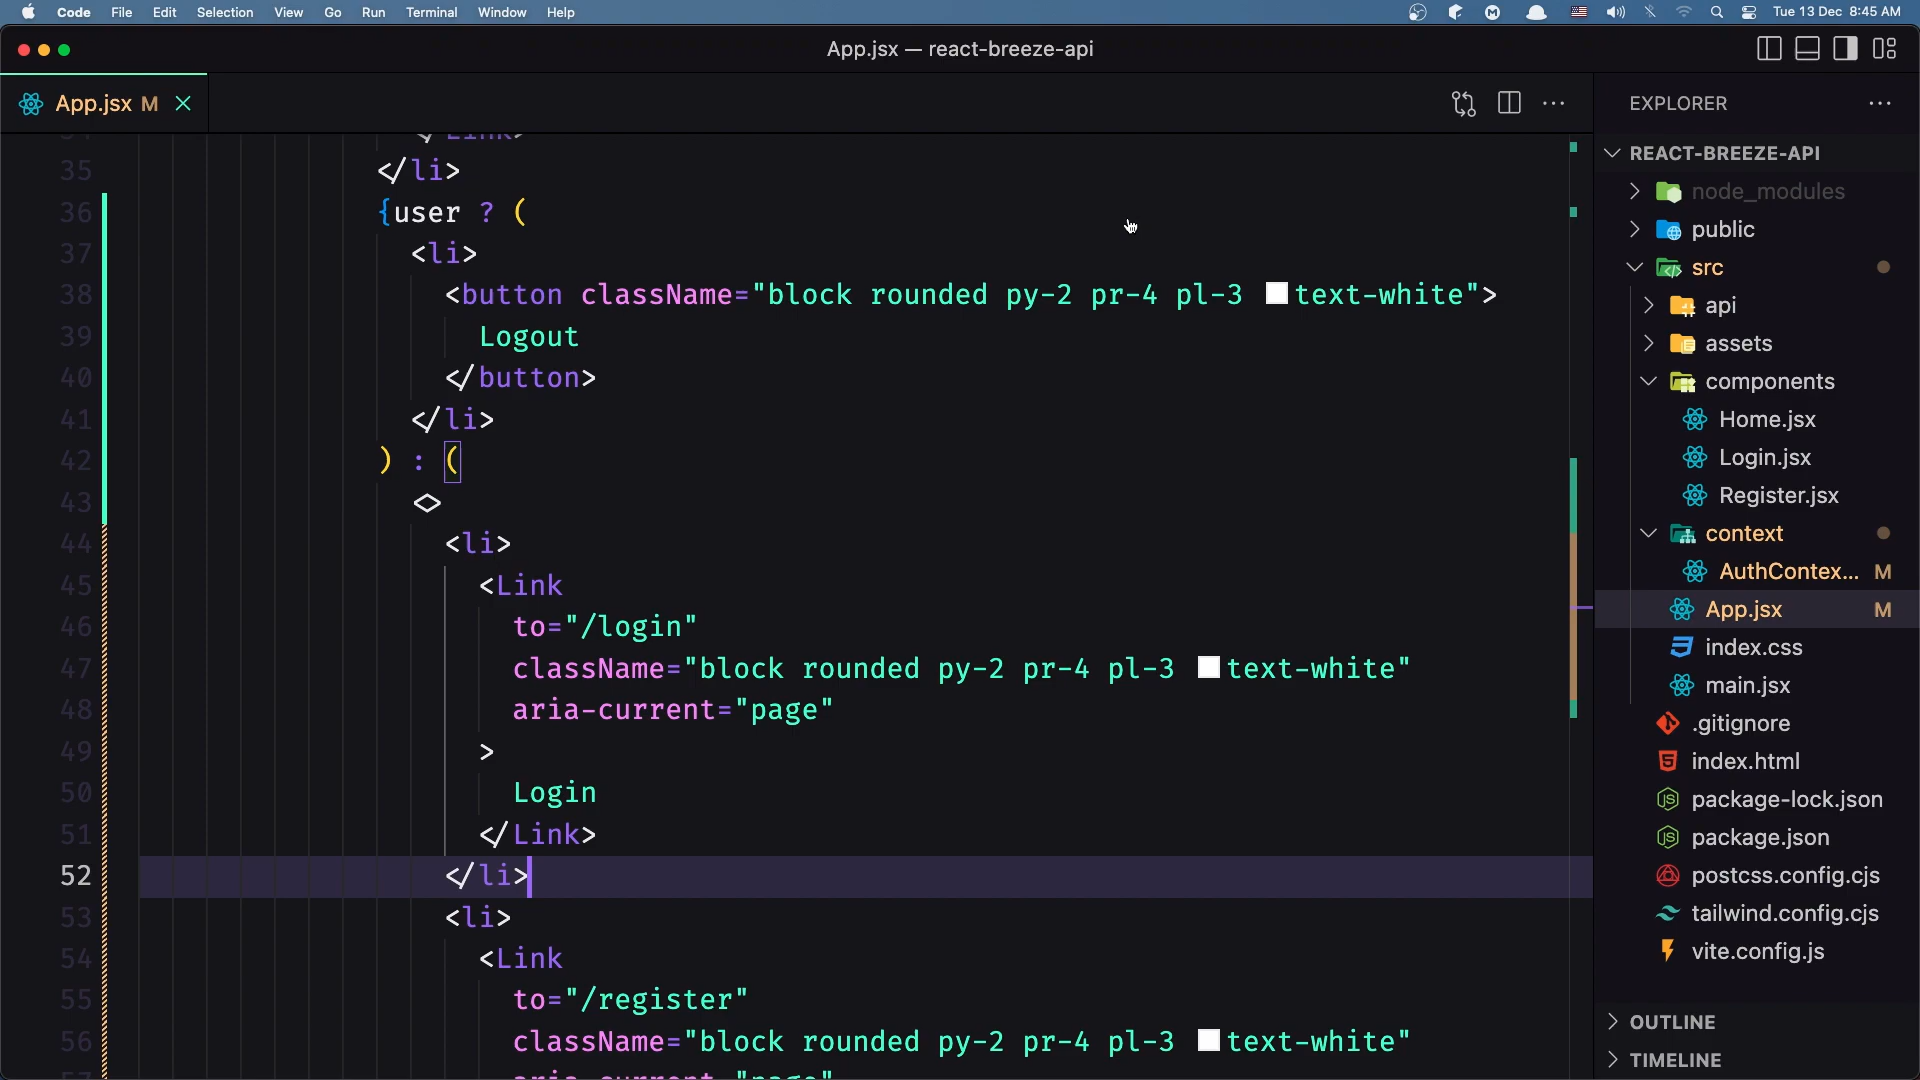 Code File Edit Selection View Go Run Terminal Window Help Tue 13 Dec 8:45 AM
App.jsx — react-breeze-api
App.jsx M
EXPLORER
REACT-BREEZE-API
node_modules
public
src
api
assets
components
Home.jsx
Login.jsx
Register.jsx
context
AuthContex... M
App.jsx M
index.css
main.jsx
.gitignore
index.html
package-lock.json
package.json
postcss.config.cjs
tailwind.config.cjs
vite.config.js
OUTLINE
TIMELINE
35 </li>
36 {user ? (
37 <li>
38 <button className="block rounded py-2 pr-4 pl-3 text-white">
39 Logout
40 </button>
41 </li>
42 ) : (
43 <>
44 <li>
45 <Link
46 to="/login"
47 className="block rounded py-2 pr-4 pl-3 text-white"
48 aria-current="page"
49 >
50 Login
51 </Link>
52 </li>
53 <li>
54 <Link
55 to="/register"
56 className="block rounded py-2 pr-4 pl-3 text-white"